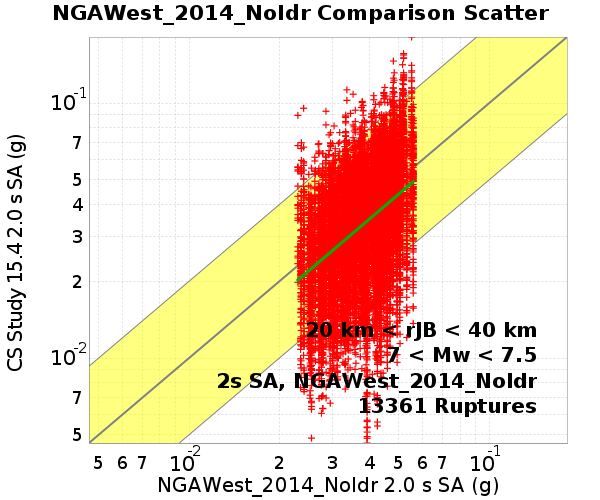 NGAWest_2014_NoIdr Comparison Scatter
CS Study 15.4 2.0 s SA (g)
10-1
7
5
4
3
2
10-2
7
5
20 km < rJB < 40 km
7 < Mw < 7.5
2s SA, NGAWest_2014_NoIdr
13361 Ruptures
5 6 7 10-2 2 3 4 5 6 7 10-1
NGAWest_2014_NoIdr 2.0 s SA (g)